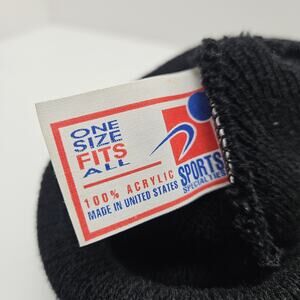 ONE
SIZE
FITS
ALL
100% ACRYLIC
MADE IN UNITED STATES
SPORTS
SPECIALTIES